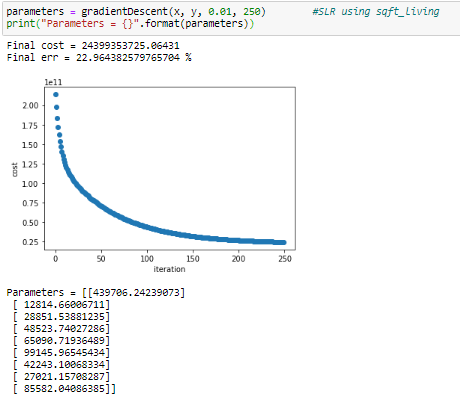 parameters = gradientDescent(x, y, 0.01, 250) #SLR using sqft_living
print("Parameters = {}".format(parameters))
Final cost = 24399353725.06431
Final err = 22.964382579765704 %
1e11
2.00
1.75
1.50
1.25
1.00
0.75
0.50
0.25
cost
0 50 100 150 200 250
iteration
Parameters = [[439706.24239073]
[ 12814.66006711]
[ 28851.53881235]
[ 48523.74027286]
[ 65090.71936489]
[ 99145.96545434]
[ 42243.10068334]
[ 27021.15708287]
[ 85582.04086385]]